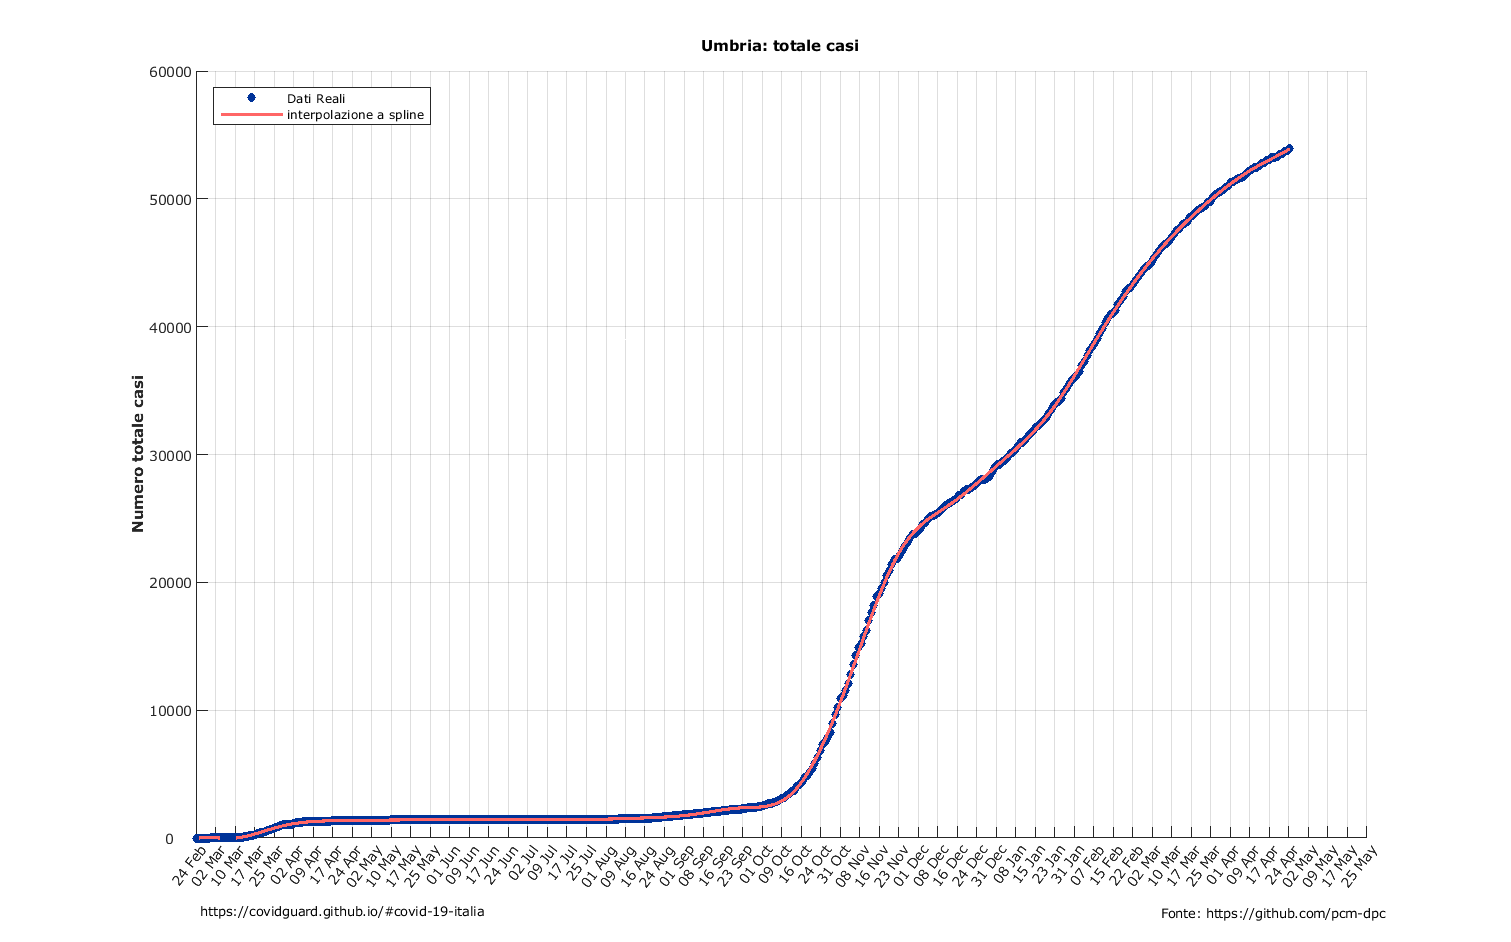 Umbria: totale casi
Dati Reali
interpolazione a spline
Numero totale casi
60000
50000
40000
30000
20000
10000
0
24 Feb
02 Mar
10 Mar
17 Mar
25 Mar
02 Apr
09 Apr
17 Apr
24 Apr
02 May
10 May
17 May
25 May
01 Jun
09 Jun
17 Jun
24 Jun
02 Jul
09 Jul
17 Jul
25 Jul
01 Aug
09 Aug
16 Aug
24 Aug
01 Sep
08 Sep
16 Sep
23 Sep
01 Oct
09 Oct
16 Oct
24 Oct
31 Oct
08 Nov
16 Nov
23 Nov
01 Dec
08 Dec
16 Dec
24 Dec
31 Dec
08 Jan
15 Jan
23 Jan
31 Jan
07 Feb
15 Feb
22 Feb
02 Mar
10 Mar
17 Mar
25 Mar
01 Apr
09 Apr
17 Apr
24 Apr
02 May
09 May
17 May
25 May
https://covidguard.github.io/#covid-19-italia
Fonte: https://github.com/pcm-dpc